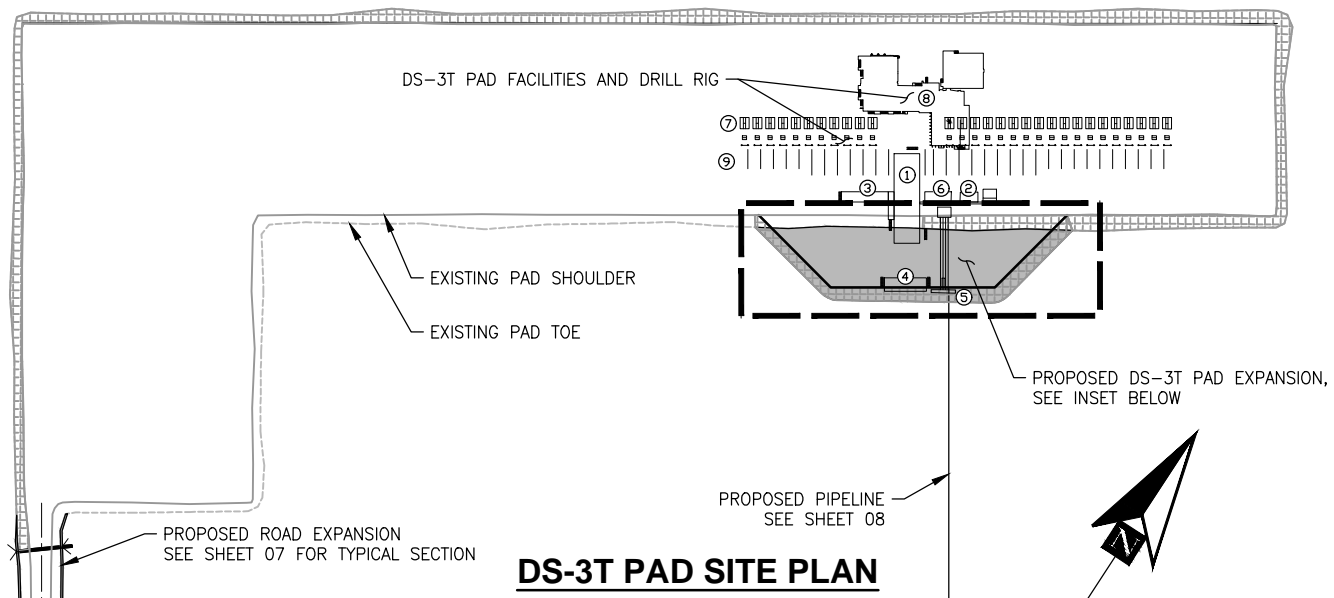 DS-3T PAD FACILITIES AND DRILL RIG
8
7
9
1
3
6
2
EXISTING PAD SHOULDER
4
5
EXISTING PAD TOE
PROPOSED DS-3T PAD EXPANSION,
SEE INSET BELOW
PROPOSED PIPELINE
SEE SHEET 08
N
PROPOSED ROAD EXPANSION
SEE SHEET 07 FOR TYPICAL SECTION
DS-3T PAD SITE PLAN